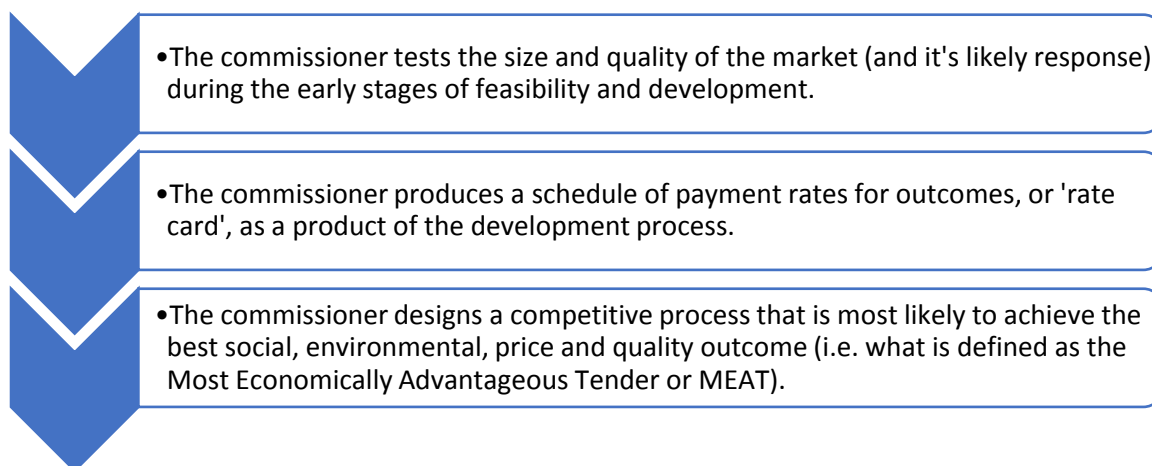 •The commissioner tests the size and quality of the market (and it's likely response)
during the early stages of feasibility and development.
•The commissioner produces a schedule of payment rates for outcomes, or 'rate
card', as a product of the development process.
•The commissioner designs a competitive process that is most likely to achieve the
best social, environmental, price and quality outcome (i.e. what is defined as the
Most Economically Advantageous Tender or MEAT).